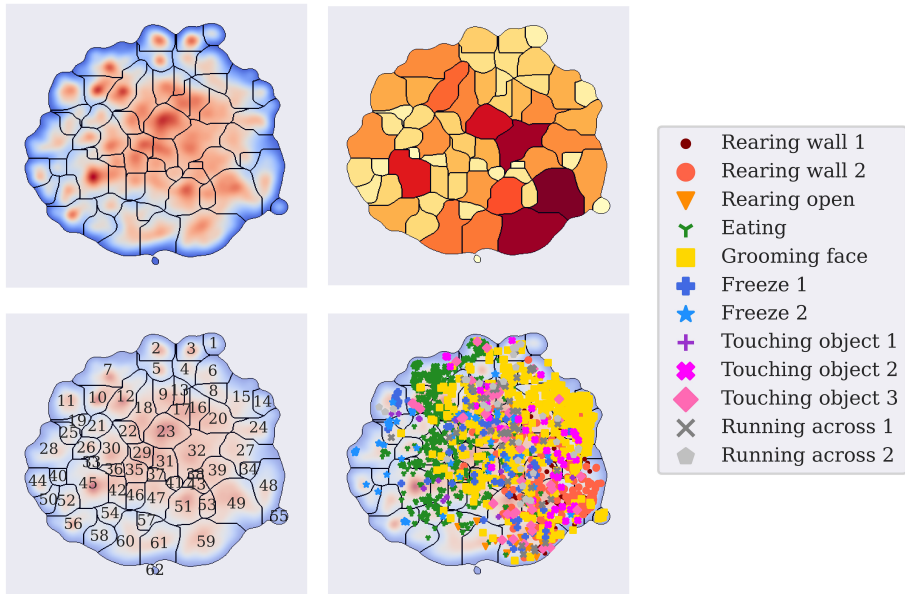 Rearing wall 1
Rearing wall 2
Rearing open
Eating
Grooming face
Freeze 1
Freeze 2
Touching object 1
Touching object 2
Touching object 3
Running across 1
Running across 2
1
2 3
5 4 6
7
8
9 13
10 12 15 14
11
18 17 16
19 20
21 22 23 24
25
26 30 29 32 27
28
33 31
36 35 37 39 34
44 40 45 38
41 43
42 46 47 48
50 52 49
51 53
54 55
56 57
58 60 61 59
62